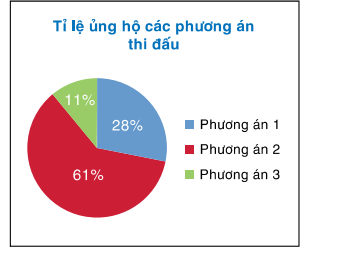 Tỉ lệ ủng hộ các phương án
thi đấu
11%
28%
61%
Phương án 1
Phương án 2
Phương án 3